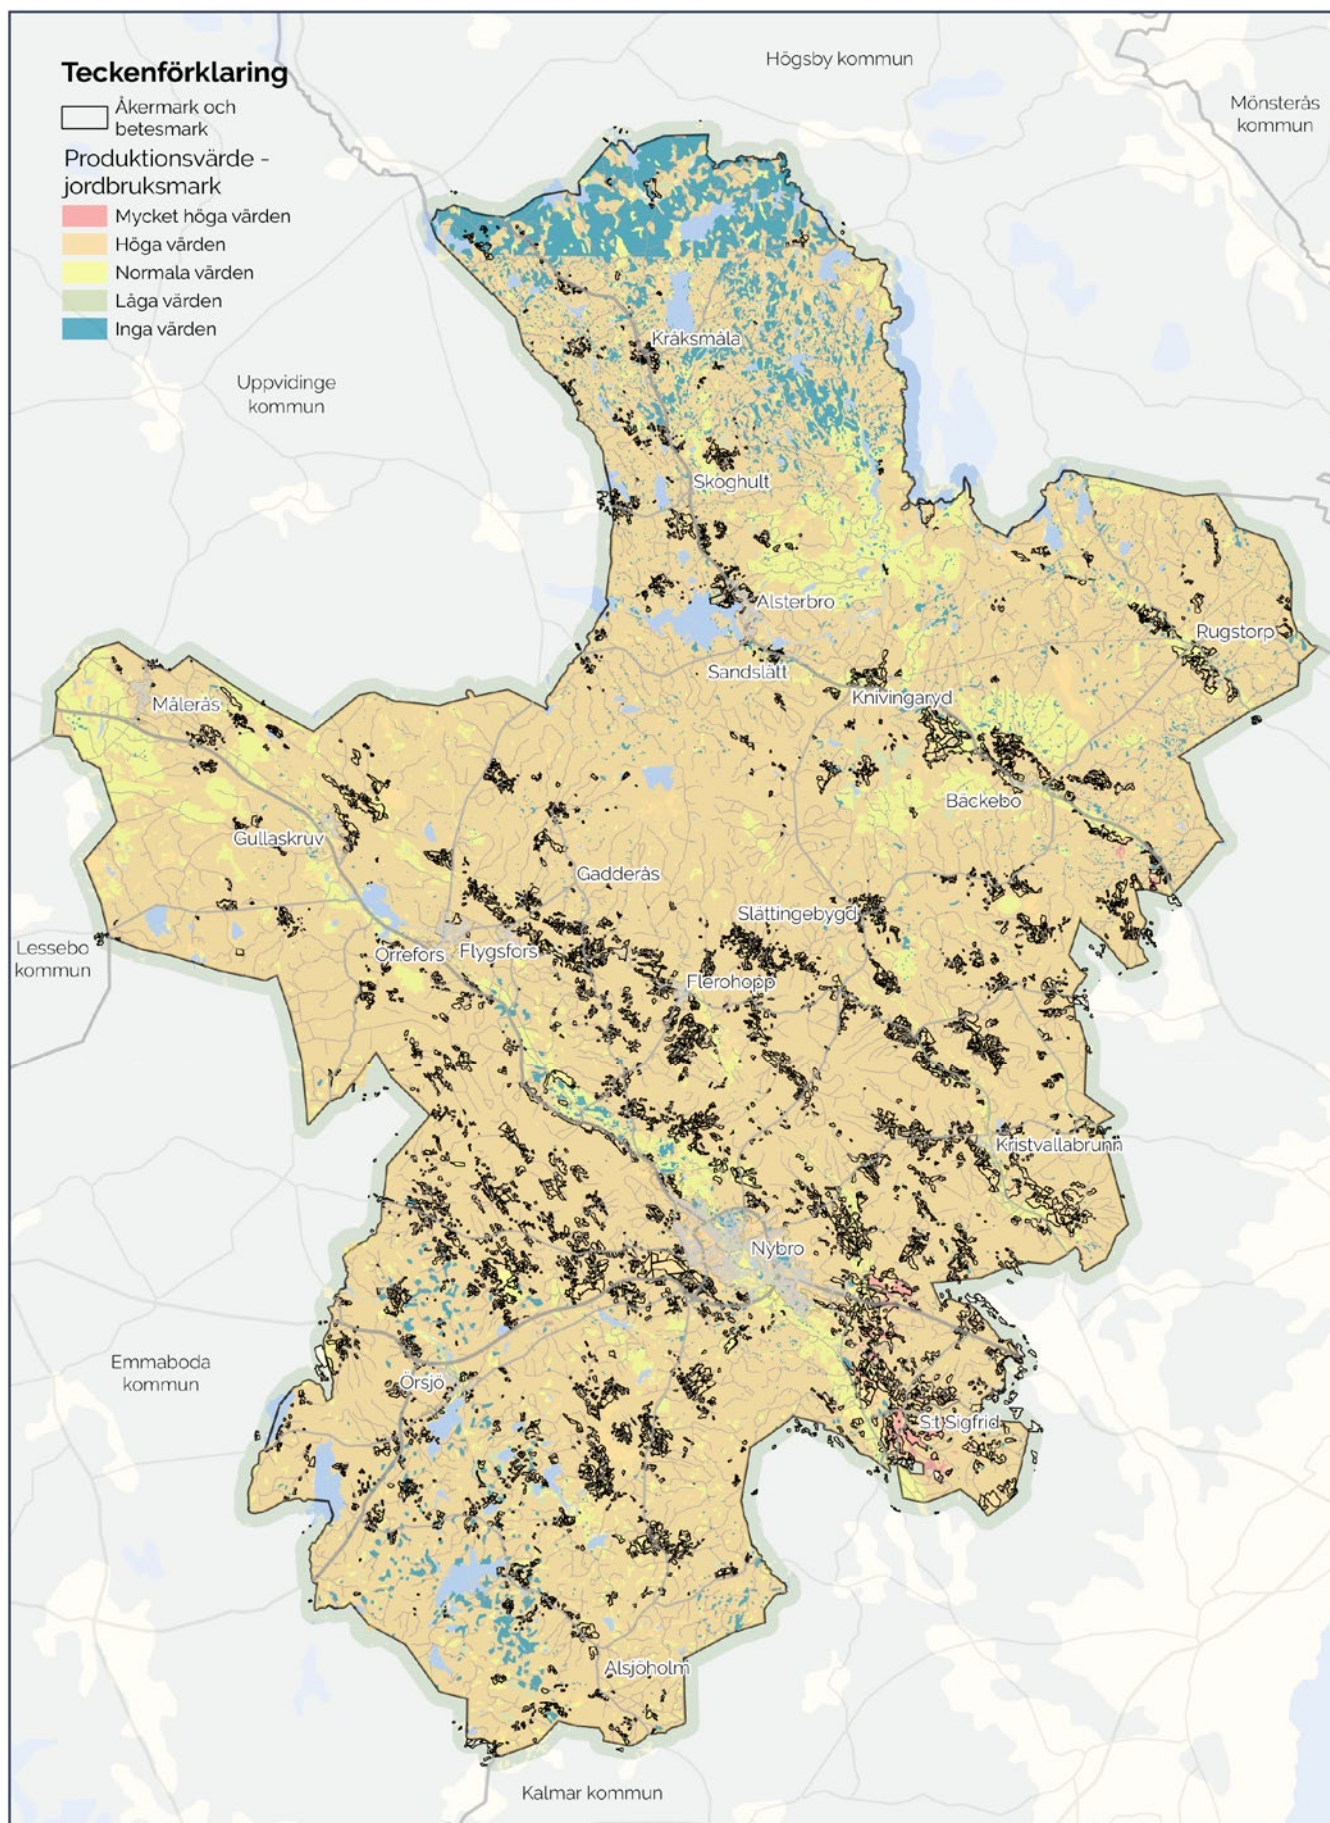 Teckenförklaring
Åkermark och
betesmark
Produktionsvärde -
jordbruksmark
Mycket höga värden
Höga värden
Normala värden
Låga värden
Inga värden
Högsby kommun
Mönsterås
kommun
Uppvidinge
kommun
Kråksmåla
Skoghult
Alsterbro
Rugstorp
Sandslätt
Knivingaryd
Målerås
Bäckebo
Gullaskruv
Gadderås
Slättingebygd
Lessebo
kommun
Orrefors
Flygsfors
Flerohopp
Kristvallabrunn
Nybro
Emmaboda
kommun
Örsjö
S:t Sigfrid
Alsjöholm
Kalmar kommun